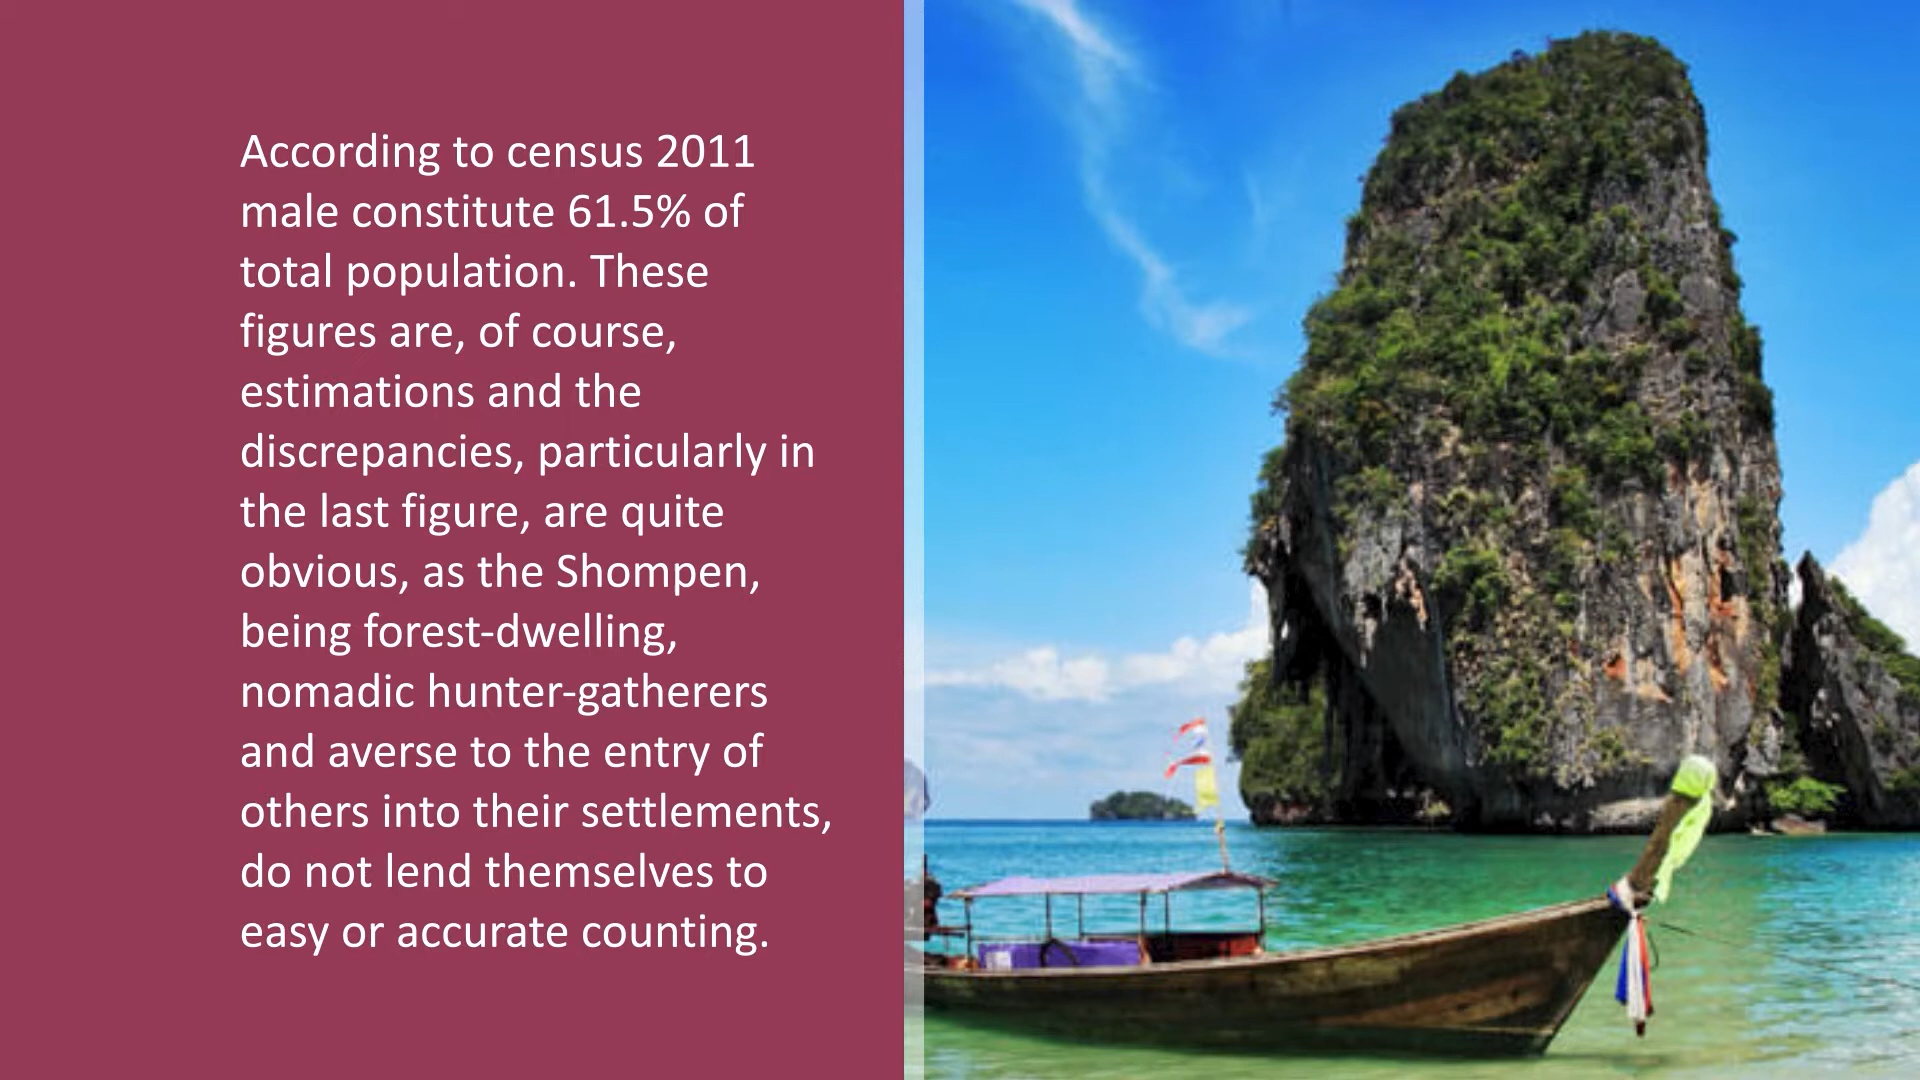 According to census 2011
male constitute 61.5% of
total population. These
figures are, of course,
estimations and the
discrepancies, particularly in
the last figure, are quite
obvious, as the Shompen,
being forest-dwelling,
nomadic hunter-gatherers
and averse to the entry of
others into their settlements,
do not lend themselves to
easy or accurate counting.